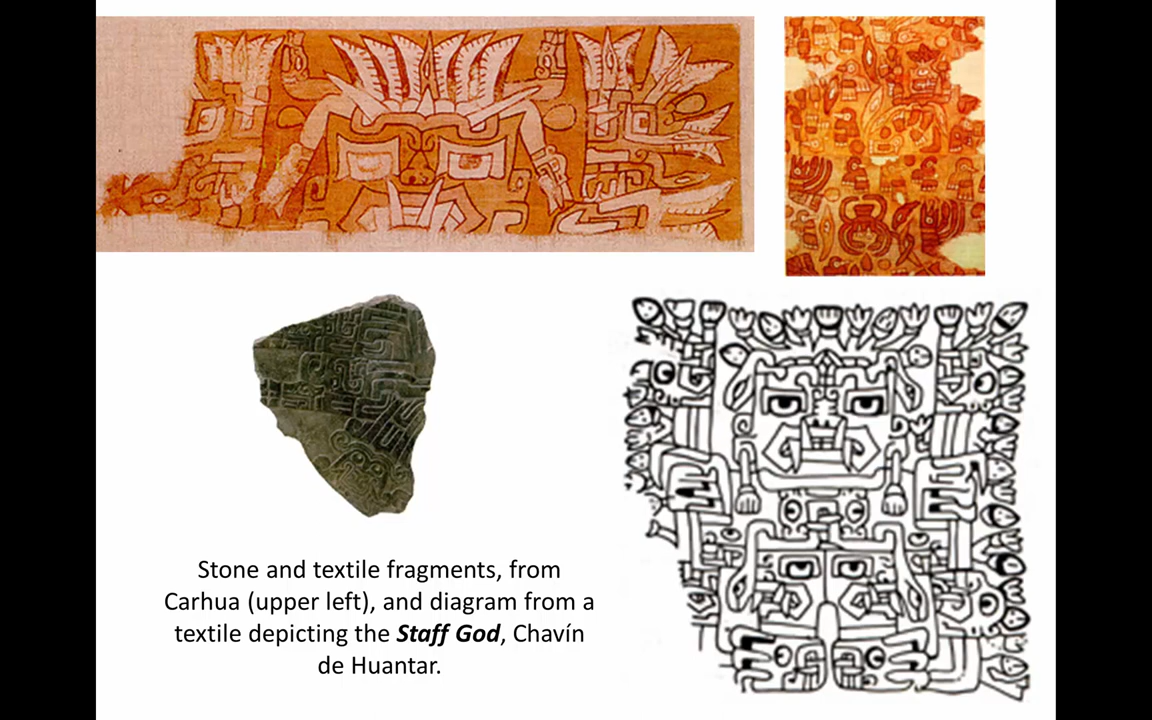 Stone and textile fragments, from
Carhua (upper left), and diagram from a
textile depicting the Staff God, Chavín
de Huantar.